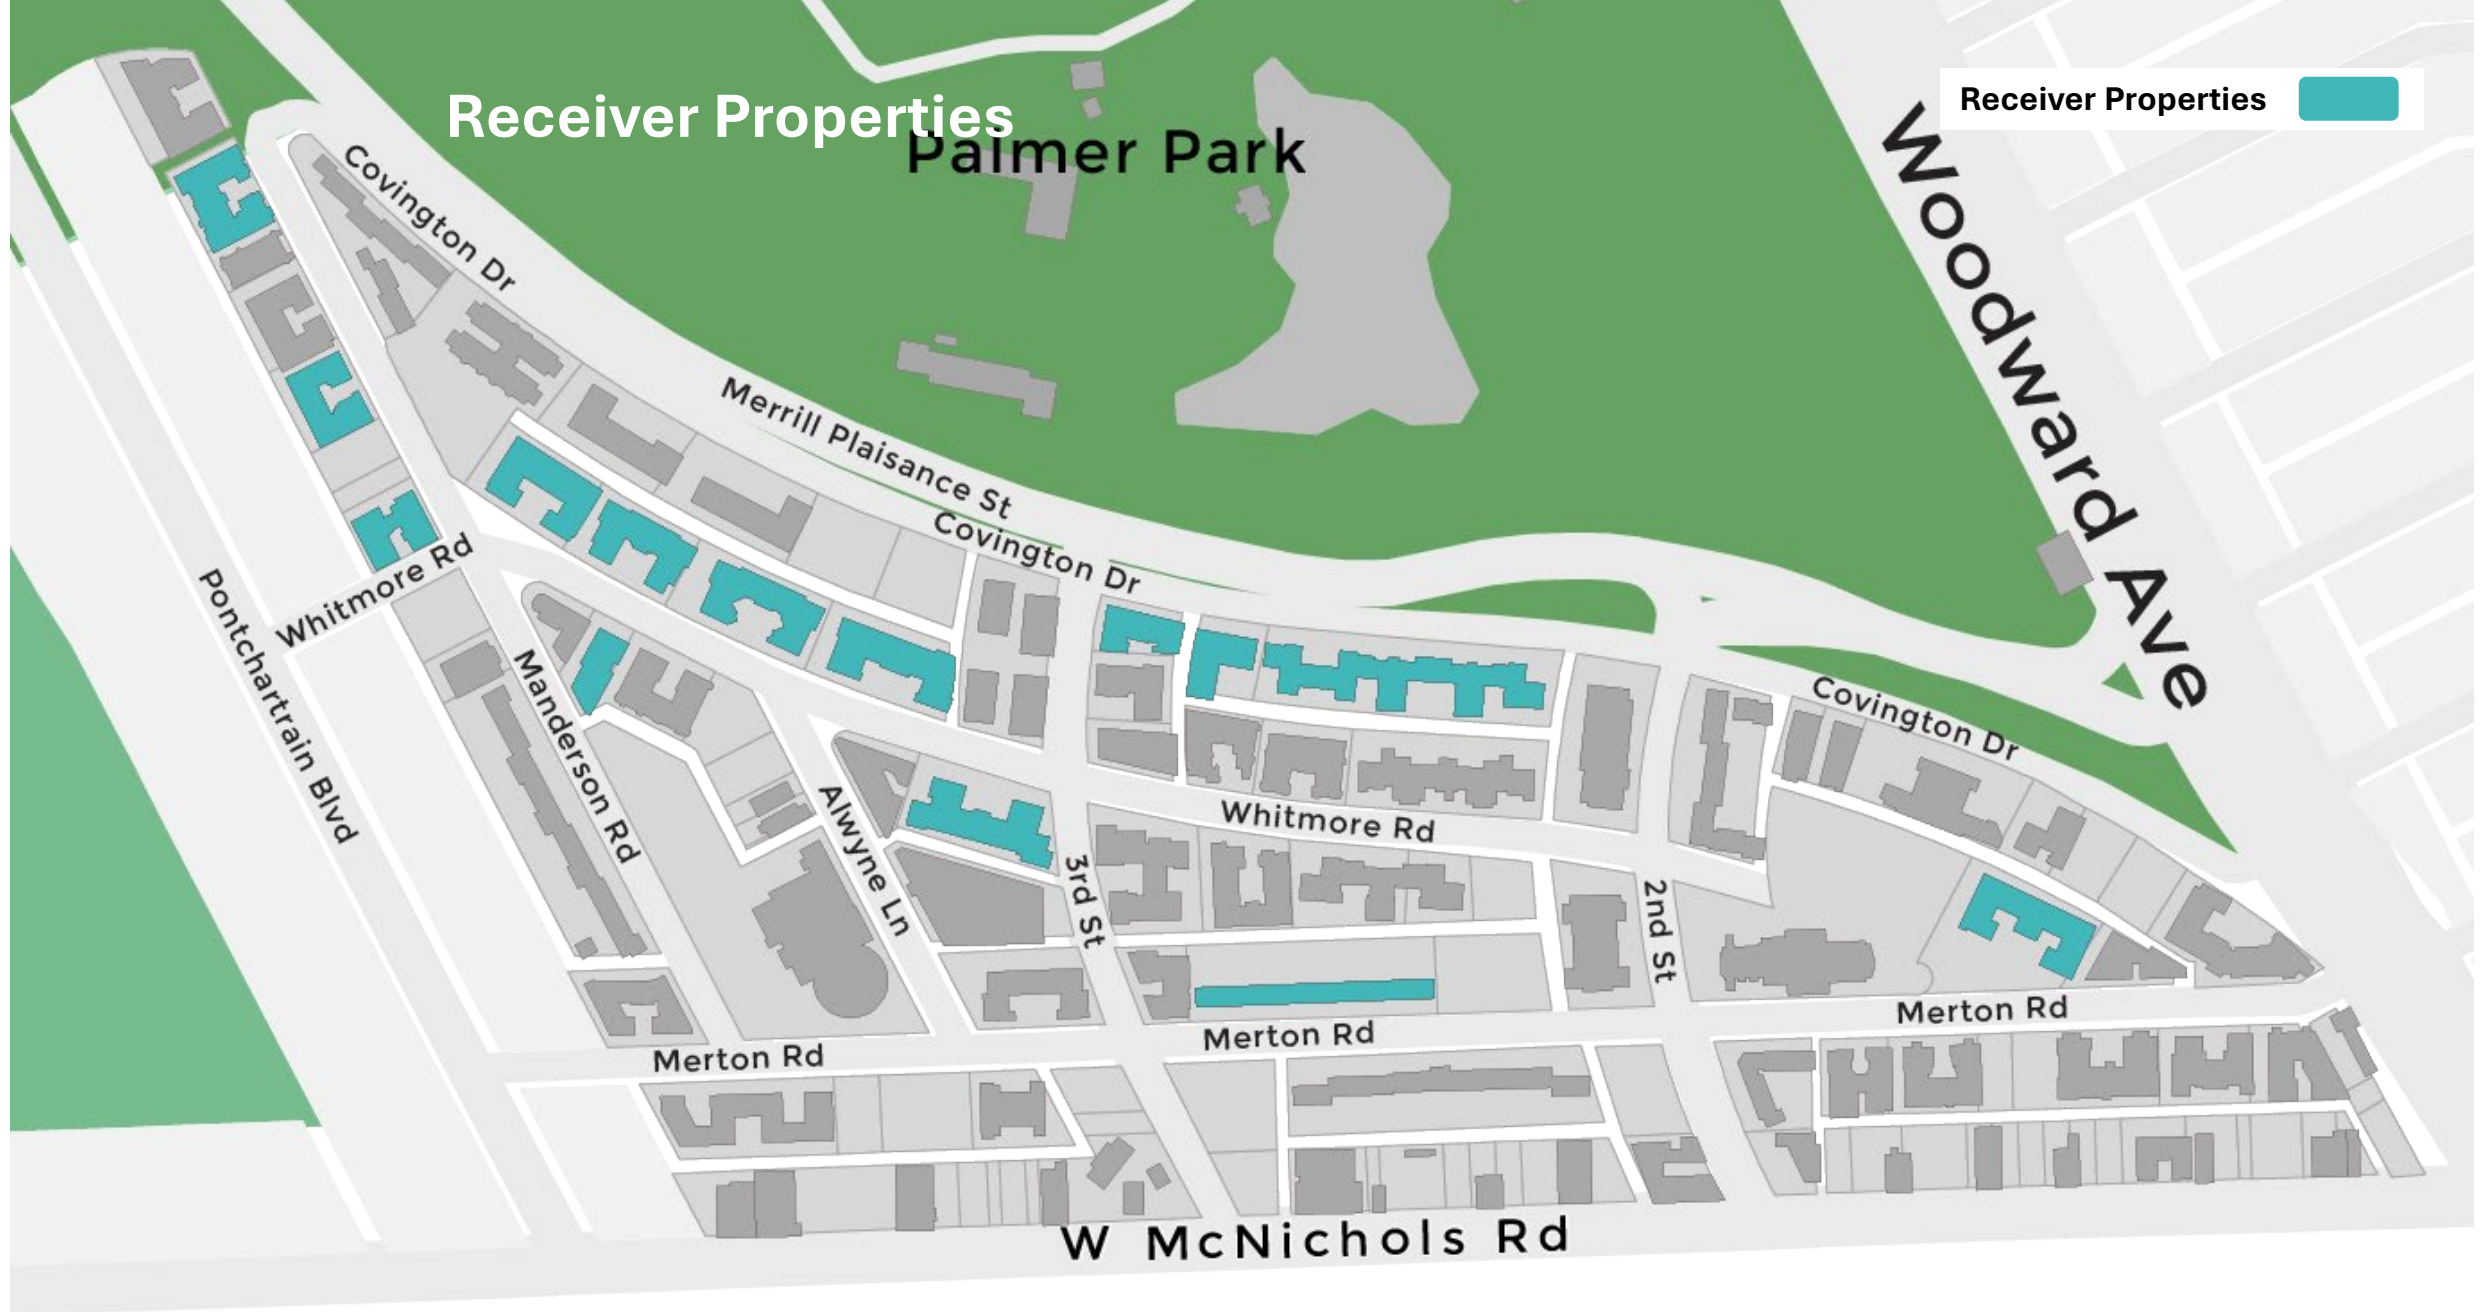 Receiver Properties
Receiver Properties
Palmer Park
Woodward Ave
Covington Dr
Merrill Plaisance St
Covington Dr
Whitmore Rd
Pontchartrain Blvd
Manderson Rd
Covington Dr
Alwyne Ln
Whitmore Rd
3rd St
2nd St
Merton Rd
Merton Rd
Merton Rd
W McNichols Rd